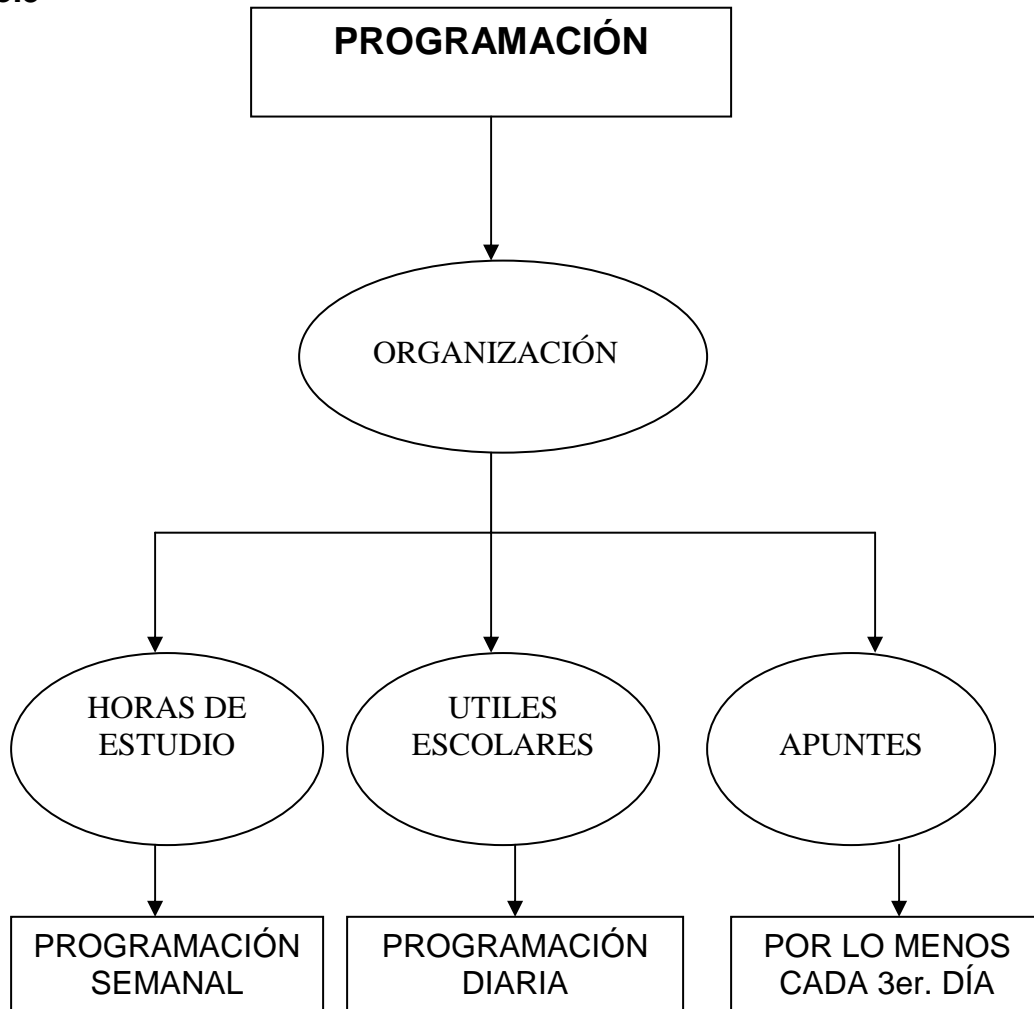 PROGRAMACIÓN
ORGANIZACIÓN
HORAS DE
ESTUDIO
UTILES
ESCOLARES
APUNTES
PROGRAMACIÓN
SEMANAL
PROGRAMACIÓN
DIARIA
POR LO MENOS
CADA 3er. DÍA